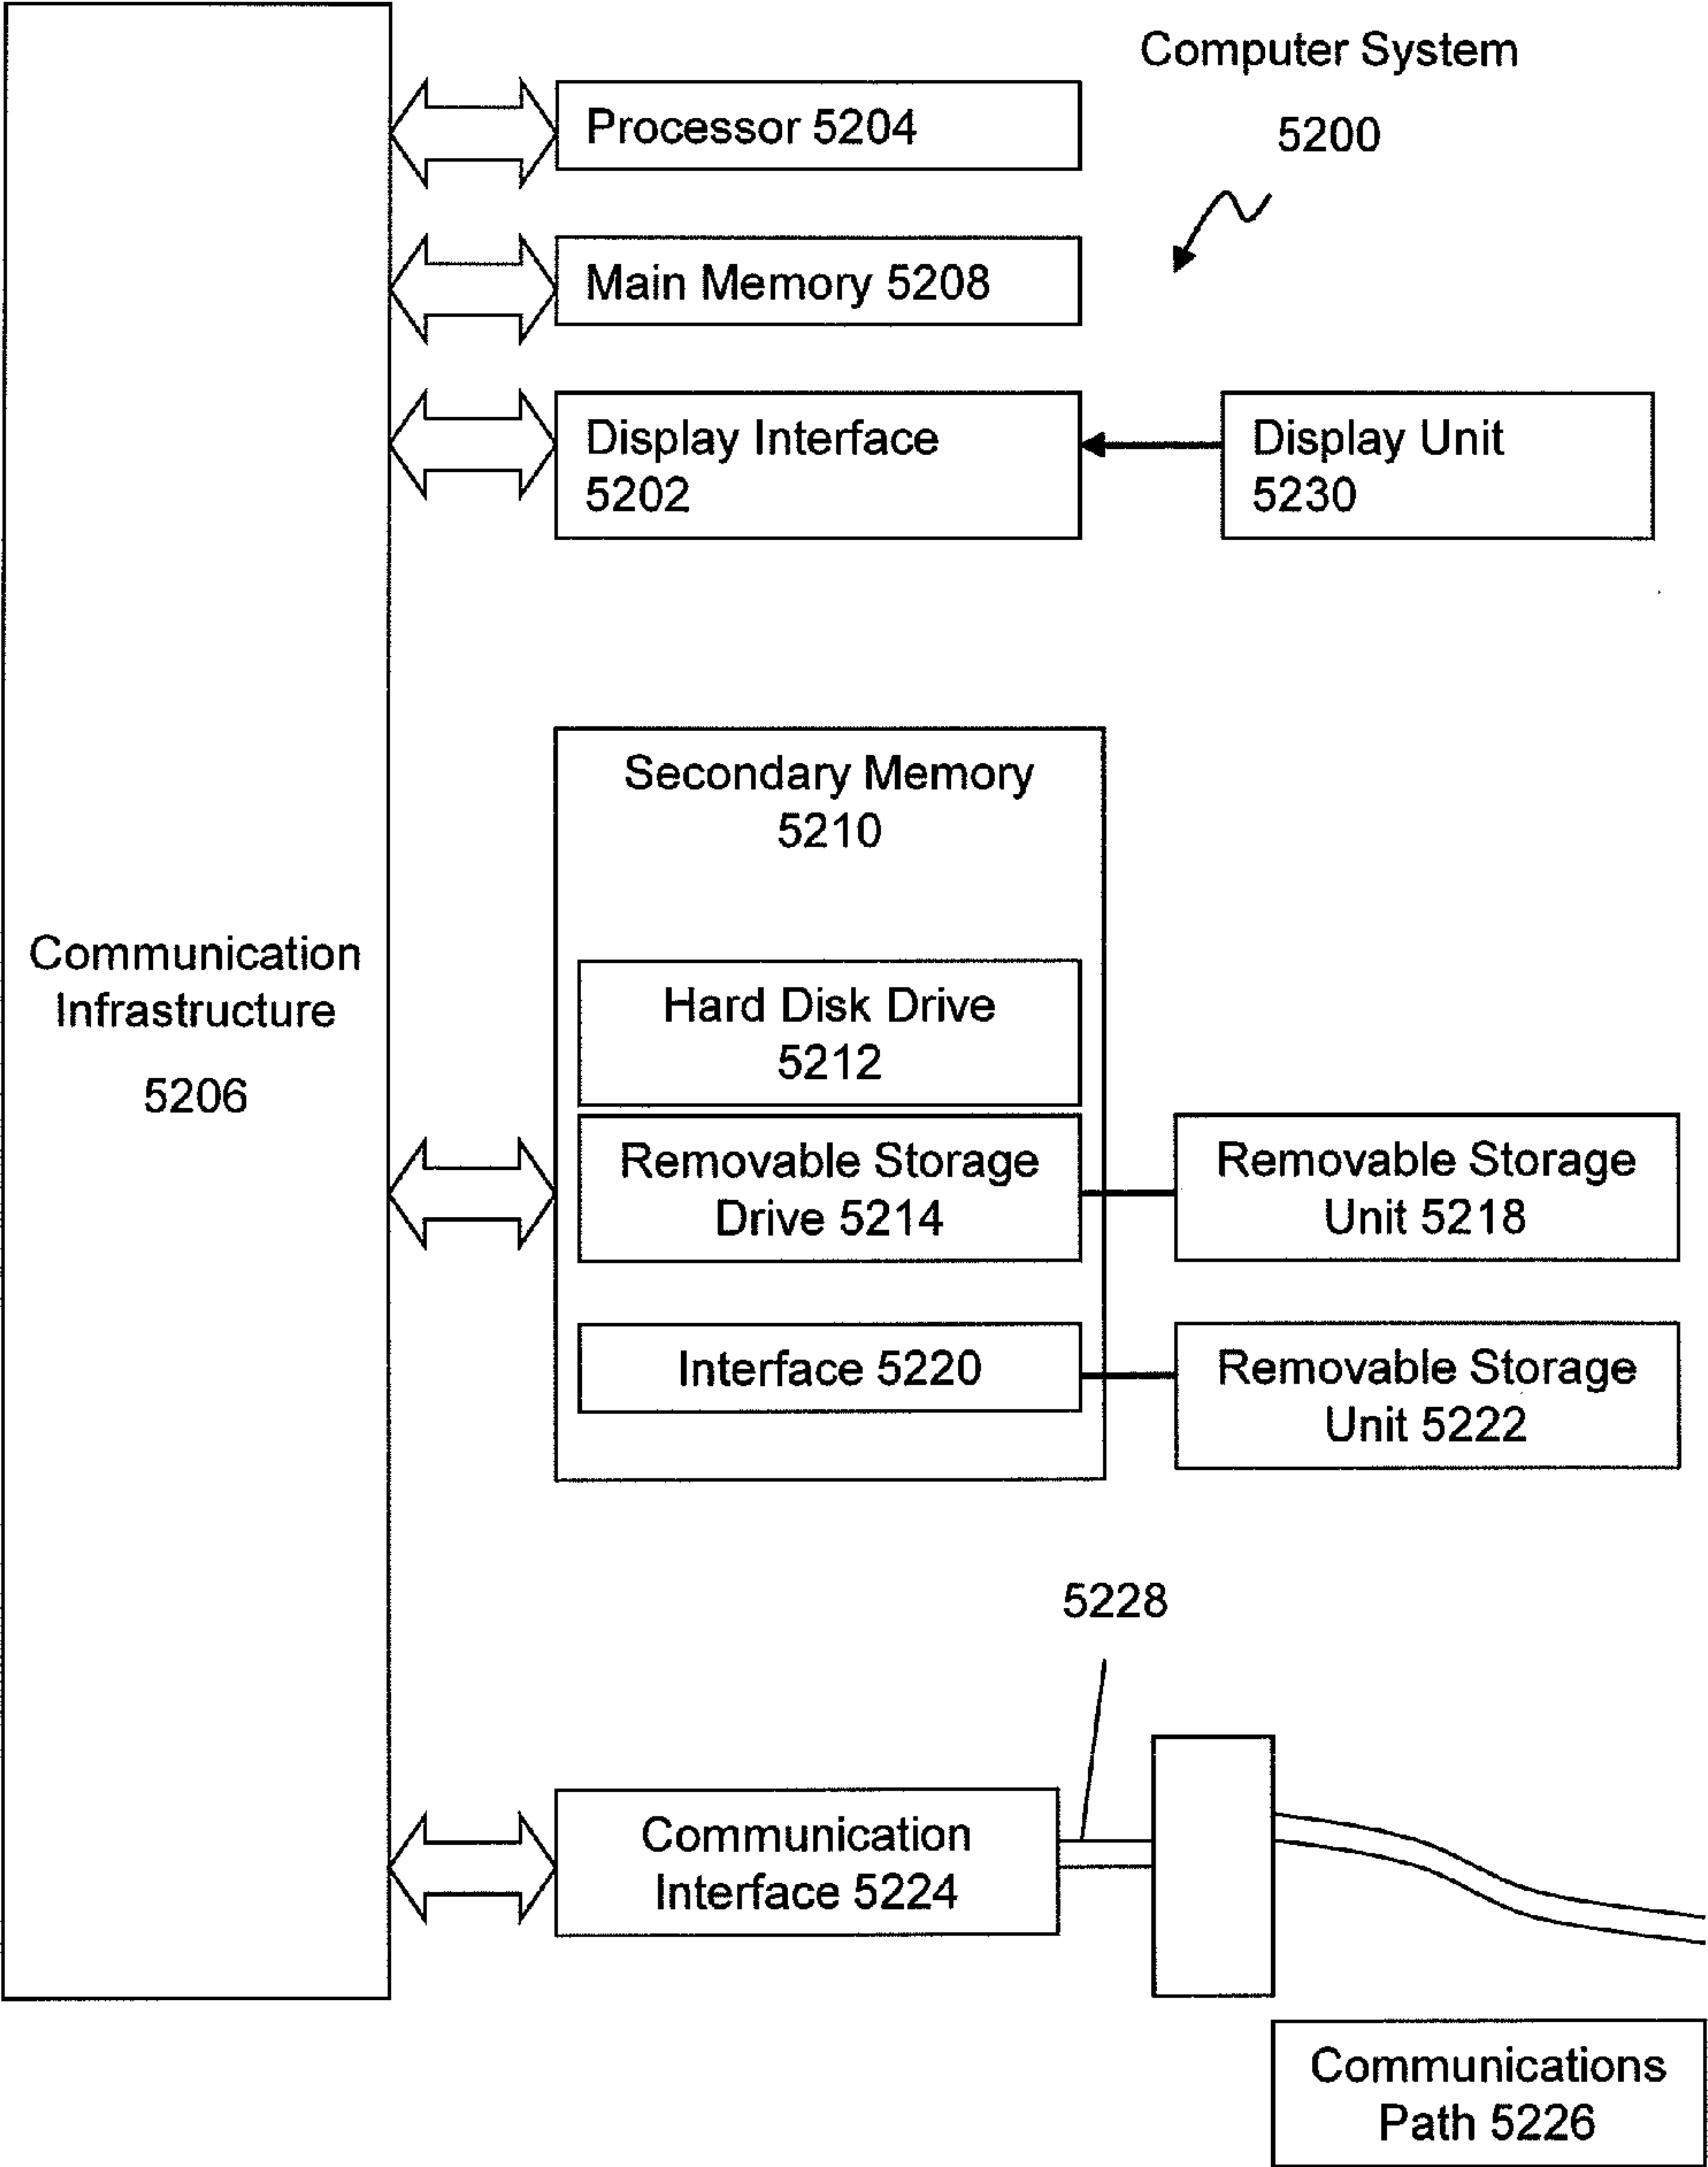 Computer System
5200
Processor 5204
Main Memory 5208
Display Interface
5202
Display Unit
5230
Secondary Memory
5210
Communication
Infrastructure
5206
Hard Disk Drive
5212
Removable Storage
Drive 5214
Removable Storage
Unit 5218
Interface 5220
Removable Storage
Unit 5222
5228
Communication
Interface 5224
Communications
Path 5226